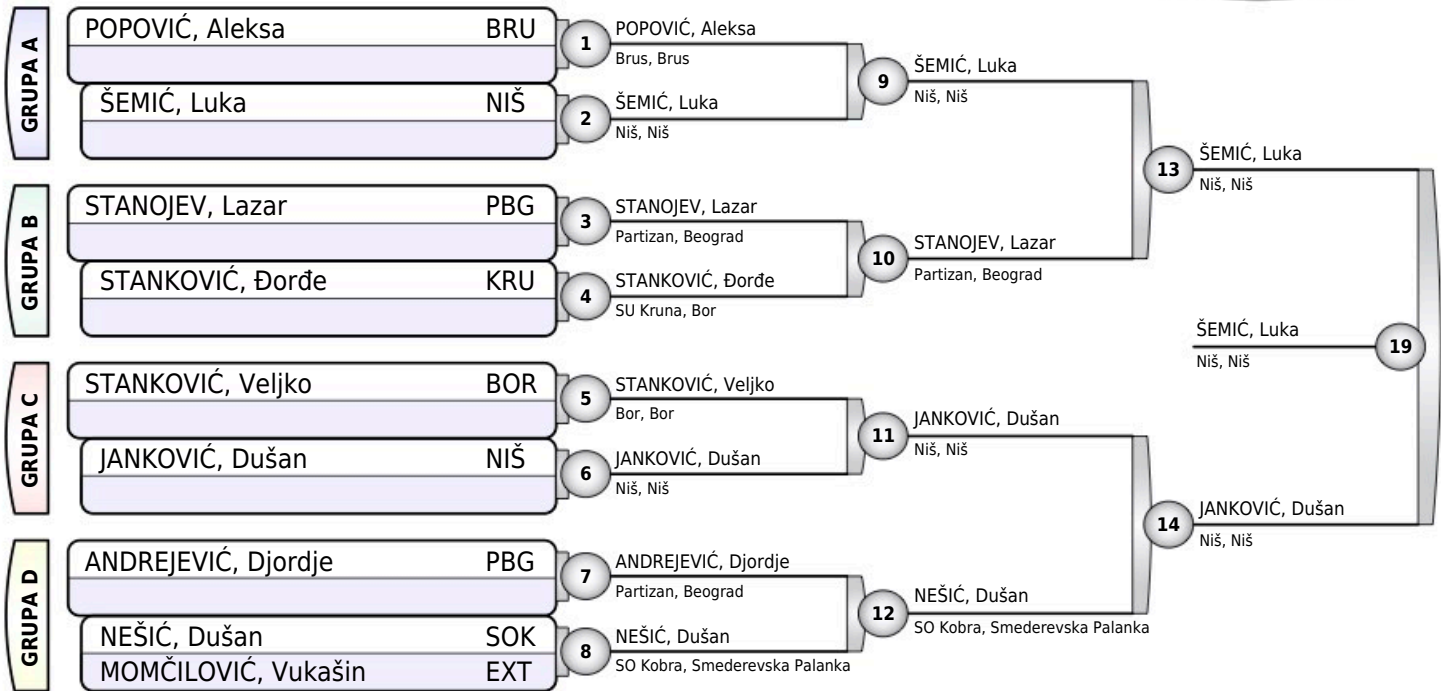 GRUPA A
POPOVIĆ, Aleksa BRU
ŠEMIĆ, Luka NIŠ
1
2
POPOVIĆ, Aleksa
Brus, Brus
ŠEMIĆ, Luka
Niš, Niš
9
ŠEMIĆ, Luka
Niš, Niš
GRUPA B
STANOJEV, Lazar PBG
STANKOVIĆ, Đorđe KRU
3
4
STANOJEV, Lazar
Partizan, Beograd
STANKOVIĆ, Đorđe
SU Kruna, Bor
10
STANOJEV, Lazar
Partizan, Beograd
13
ŠEMIĆ, Luka
Niš, Niš
GRUPA C
STANKOVIĆ, Veljko BOR
JANKOVIĆ, Dušan NIŠ
5
6
STANKOVIĆ, Veljko
Bor, Bor
JANKOVIĆ, Dušan
Niš, Niš
11
JANKOVIĆ, Dušan
Niš, Niš
GRUPA D
ANDREJEVIĆ, Djordje PBG
NEŠIĆ, Dušan SOK
MOMČILOVIĆ, Vukašin EXT
7
8
ANDREJEVIĆ, Djordje
Partizan, Beograd
NEŠIĆ, Dušan
SO Kobra, Smederevska Palanka
12
NEŠIĆ, Dušan
SO Kobra, Smederevska Palanka
14
JANKOVIĆ, Dušan
Niš, Niš
ŠEMIĆ, Luka
Niš, Niš
19